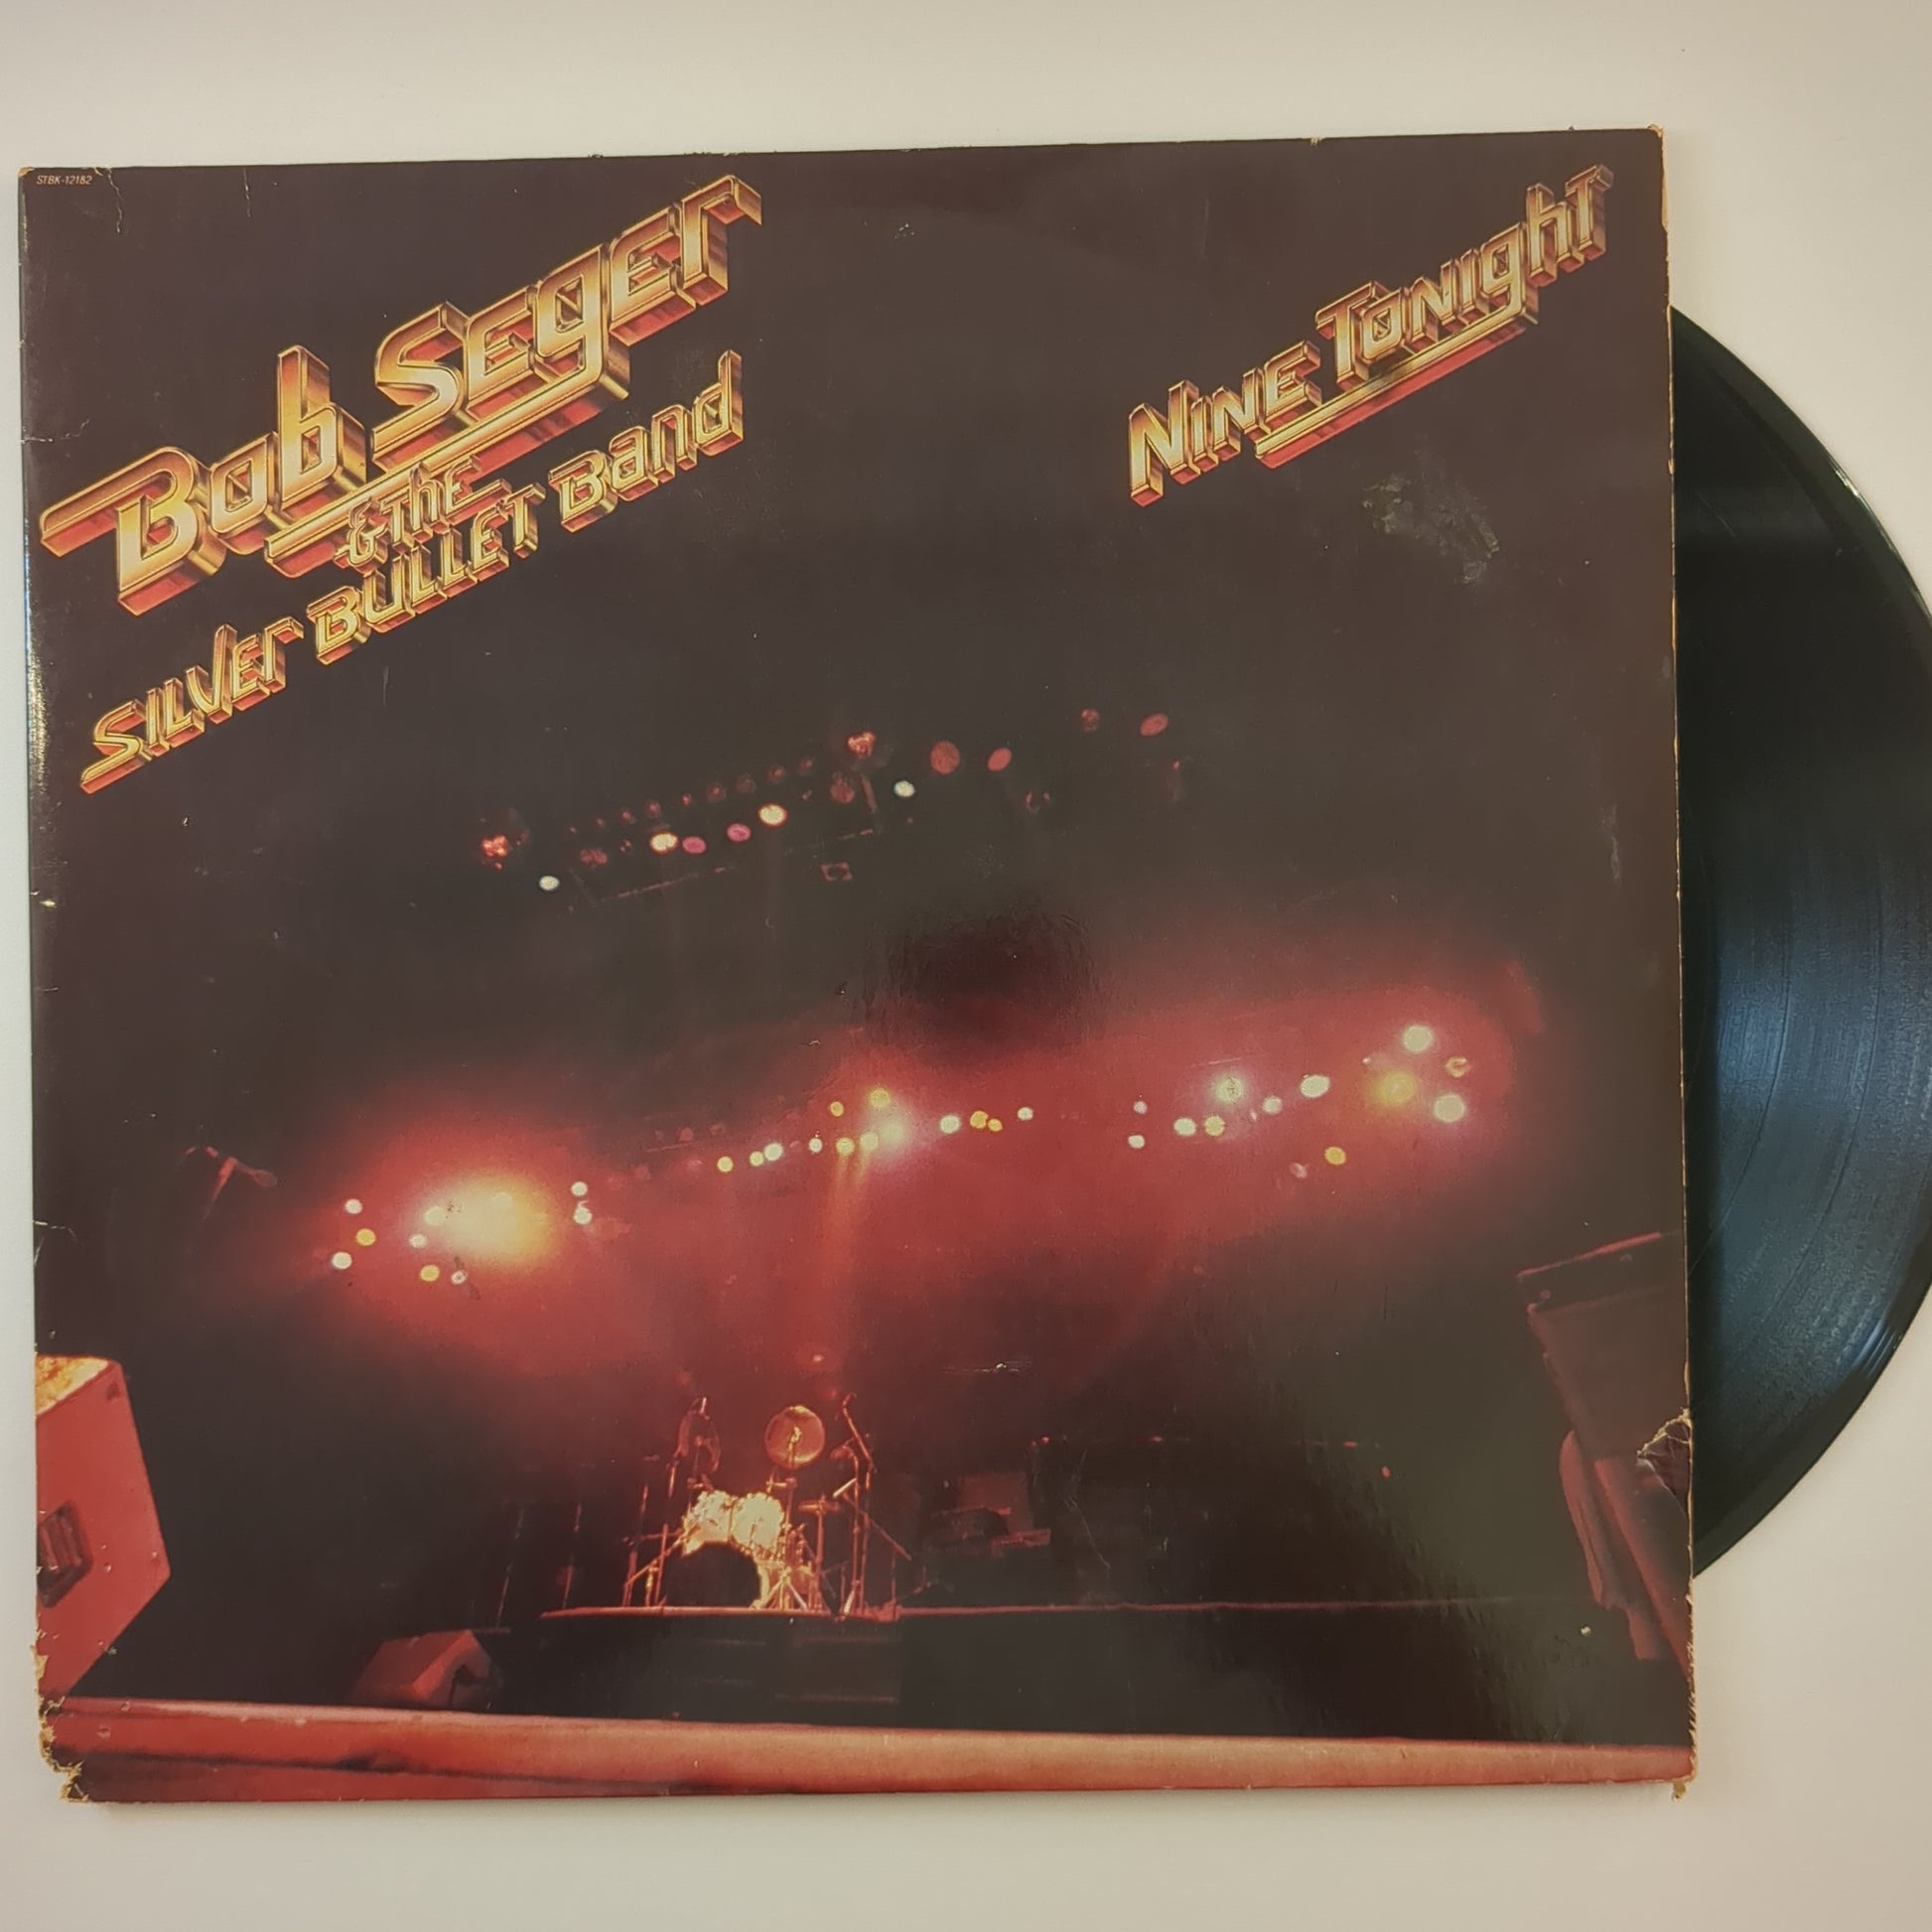 STBK-12182
Bob Seger
& the
Silver Bullet Band
Nine Tonight